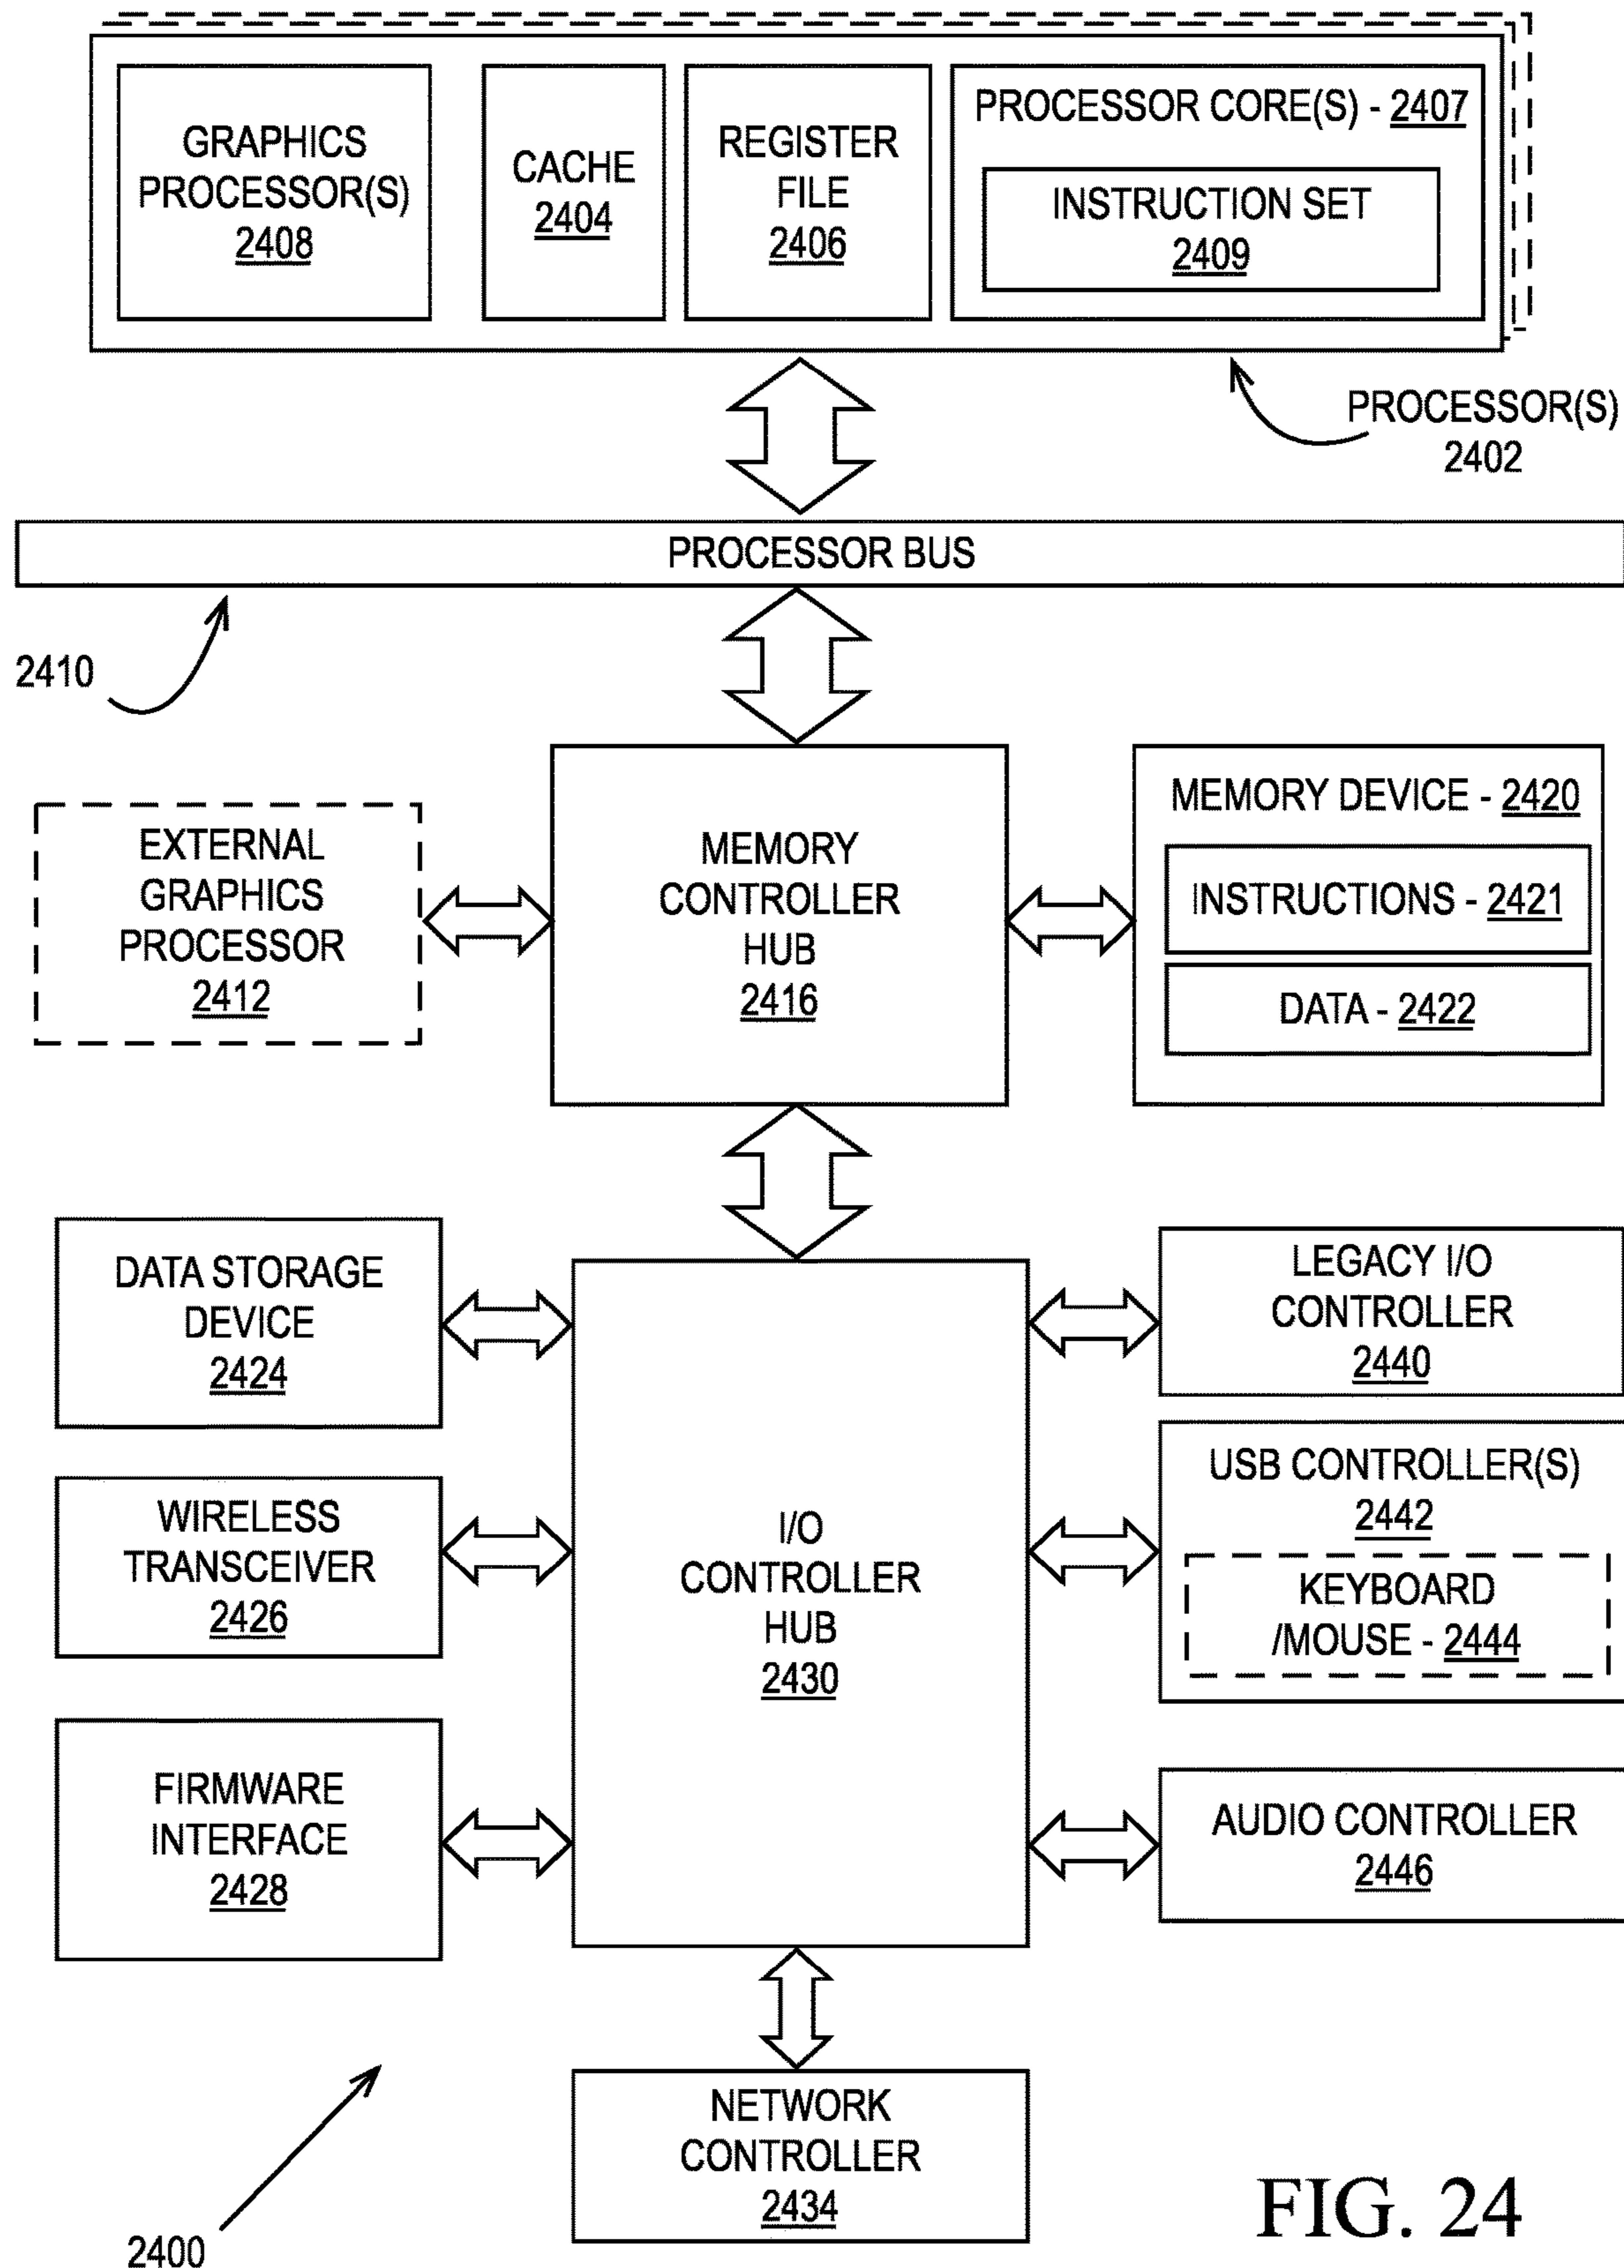 GRAPHICS
PROCESSOR(S)
2408
CACHE
2404
REGISTER
FILE
2406
PROCESSOR CORE(S) - 2407
INSTRUCTION SET
2409
PROCESSOR(S)
2402
PROCESSOR BUS
2410
EXTERNAL
GRAPHICS
PROCESSOR
2412
MEMORY
CONTROLLER
HUB
2416
MEMORY DEVICE - 2420
INSTRUCTIONS - 2421
DATA - 2422
DATA STORAGE
DEVICE
2424
WIRELESS
TRANSCEIVER
2426
FIRMWARE
INTERFACE
2428
I/O
CONTROLLER
HUB
2430
LEGACY I/O
CONTROLLER
2440
USB CONTROLLER(S)
2442
KEYBOARD
/MOUSE - 2444
AUDIO CONTROLLER
2446
NETWORK
CONTROLLER
2434
2400
FIG. 24